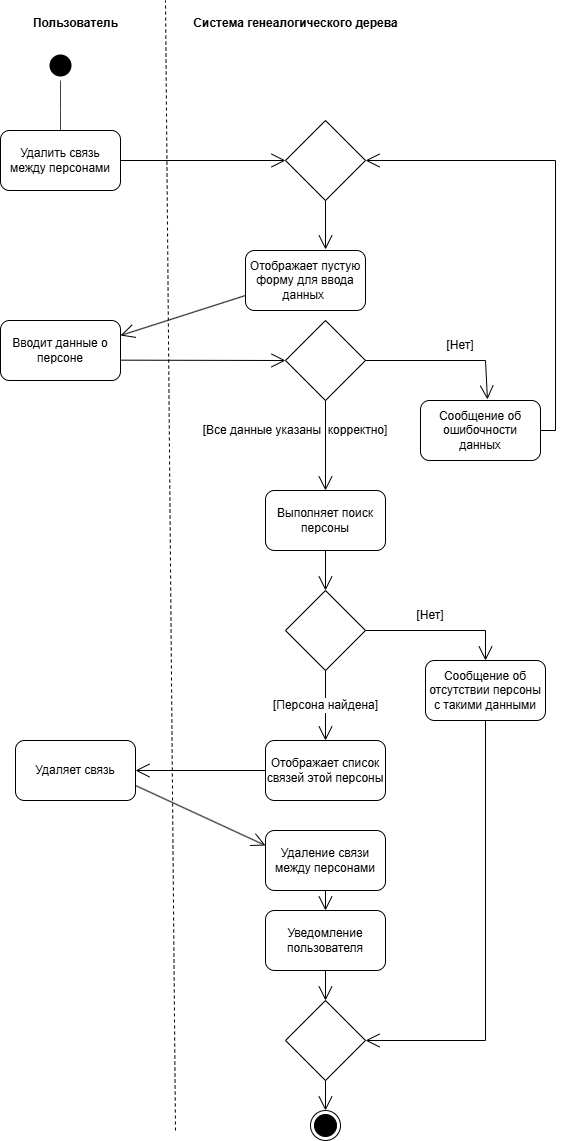 Пользователь
Система генеалогического дерева
Удалить связь
между персонами
Отображает пустую
форму для ввода
данных
Вводит данные о
персоне
[Нет]
Сообщение об
ошибочности
данных
[Все данные указаны корректно]
Выполняет поиск
персоны
[Нет]
Сообщение об
отсутствии персоны
с такими данными
[Персона найдена]
Удаляет связь
Отображает список
связей этой персоны
Удаление связи
между персонами
Уведомление
пользователя